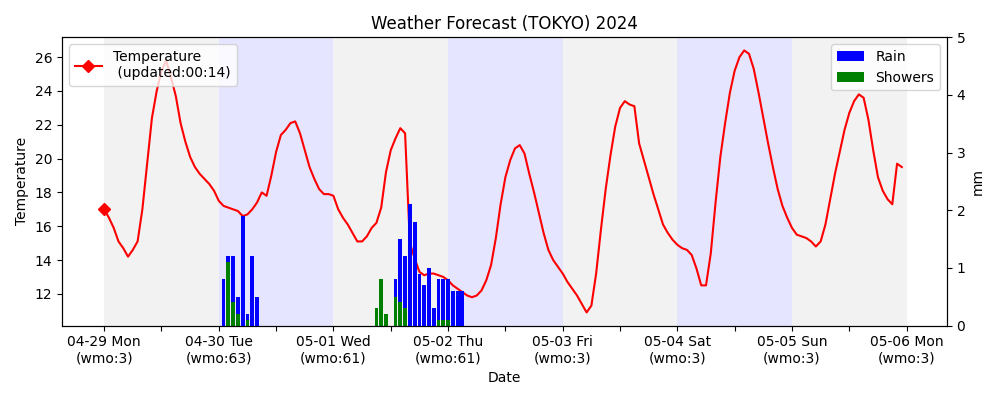 Weather Forecast (TOKYO) 2024
Temperature
(updated:00:14)
Rain
Showers
Temperature
26
24
22
20
18
16
14
12
5
4
3
2
1
0
mm
04-29 Mon
(wmo:3)
04-30 Tue
(wmo:63)
05-01 Wed
(wmo:61)
05-02 Thu
(wmo:61)
05-03 Fri
(wmo:3)
05-04 Sat
(wmo:3)
05-05 Sun
(wmo:3)
05-06 Mon
(wmo:3)
Date